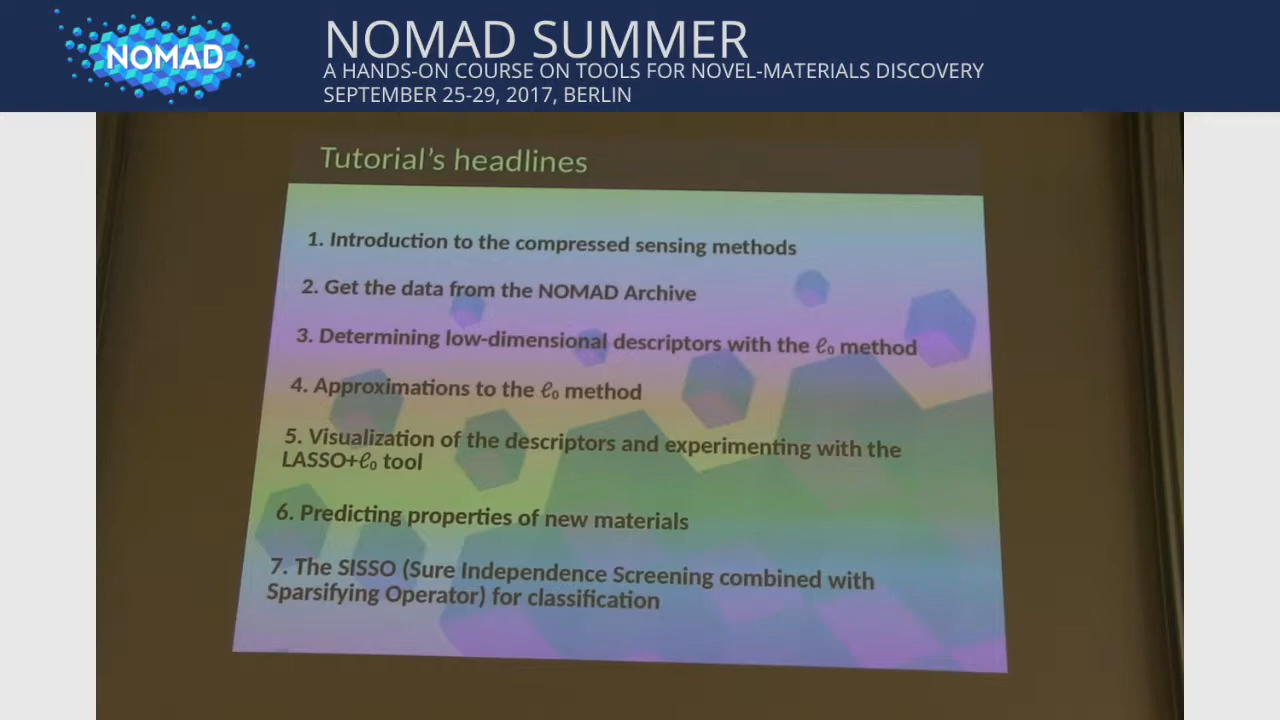 NOMAD
NOMAD SUMMER
A HANDS-ON COURSE ON TOOLS FOR NOVEL-MATERIALS DISCOVERY
SEPTEMBER 25-29, 2017, BERLIN
Tutorial's headlines
1. Introduction to the compressed sensing methods
2. Get the data from the NOMAD Archive
3. Determining low-dimensional descriptors with the ℓ₀ method
4. Approximations to the ℓ₀ method
5. Visualization of the descriptors and experimenting with the
LASSO+ℓ₀ tool
6. Predicting properties of new materials
7. The SISSO (Sure Independence Screening combined with
Sparsifying Operator) for classification